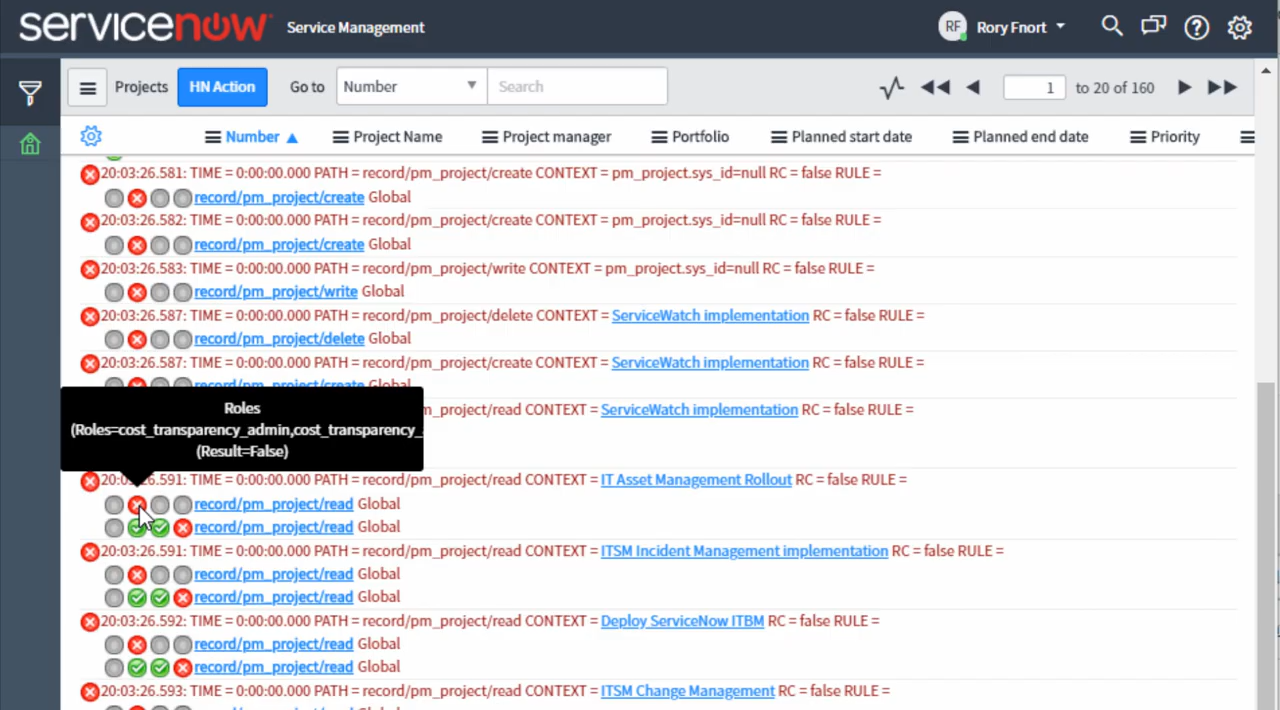 servicenow Service Management RF Rory Fnort
Projects HN Action Go to Number Search 1 to 20 of 160
Number Project Name Project manager Portfolio Planned start date Planned end date Priority
20:03:26.581: TIME = 0:00:00.000 PATH = record/pm_project/create CONTEXT = pm_project.sys_id=null RC = false RULE =
record/pm_project/create Global
20:03:26.582: TIME = 0:00:00.000 PATH = record/pm_project/create CONTEXT = pm_project.sys_id=null RC = false RULE =
record/pm_project/create Global
20:03:26.583: TIME = 0:00:00.000 PATH = record/pm_project/write CONTEXT = pm_project.sys_id=null RC = false RULE =
record/pm_project/write Global
20:03:26.587: TIME = 0:00:00.000 PATH = record/pm_project/delete CONTEXT = ServiceWatch implementation RC = false RULE =
record/pm_project/delete Global
20:03:26.587: TIME = 0:00:00.000 PATH = record/pm_project/create CONTEXT = ServiceWatch implementation RC = false RULE =
record/pm_project/create Global
m_project/read CONTEXT = ServiceWatch implementation RC = false RULE =
Roles
(Roles=cost_transparency_admin,cost_transparency_
(Result=False)
20:03:26.591: TIME = 0:00:00.000 PATH = record/pm_project/read CONTEXT = IT Asset Management Rollout RC = false RULE =
record/pm_project/read Global
record/pm_project/read Global
20:03:26.591: TIME = 0:00:00.000 PATH = record/pm_project/read CONTEXT = ITSM Incident Management implementation RC = false RULE =
record/pm_project/read Global
record/pm_project/read Global
20:03:26.592: TIME = 0:00:00.000 PATH = record/pm_project/read CONTEXT = Deploy ServiceNow ITBM RC = false RULE =
record/pm_project/read Global
record/pm_project/read Global
20:03:26.593: TIME = 0:00:00.000 PATH = record/pm_project/read CONTEXT = ITSM Change Management RC = false RULE =